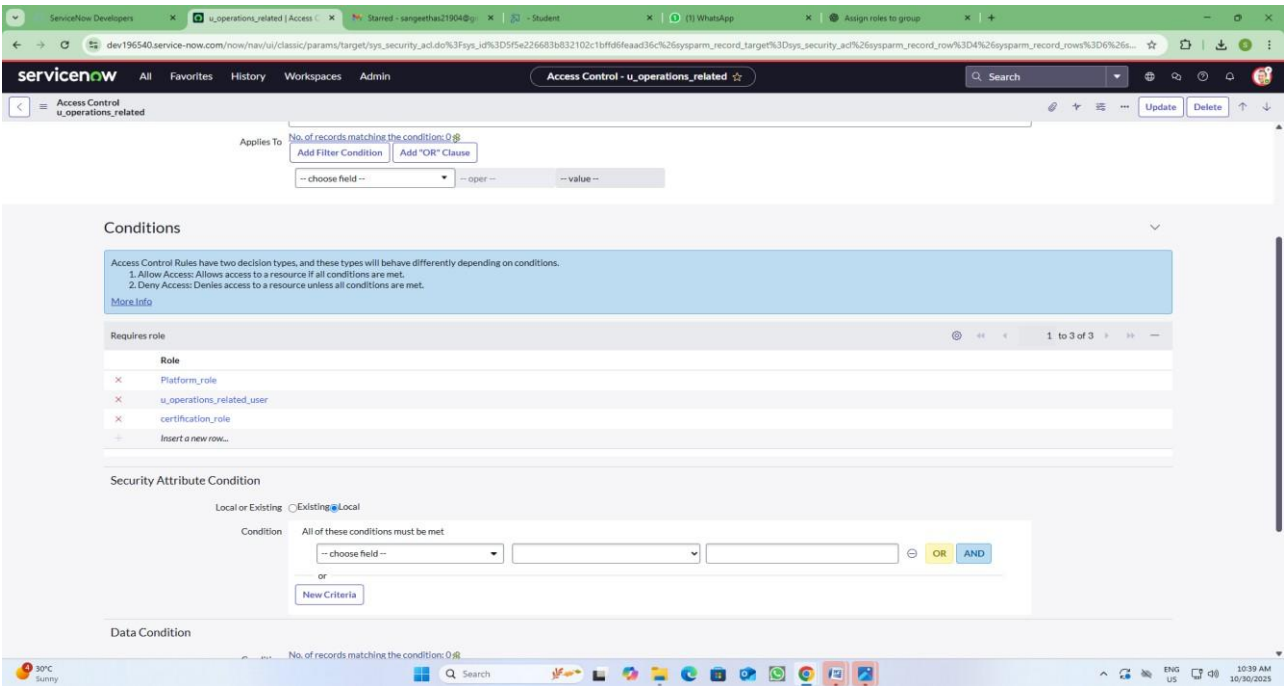 ServiceNow Developers
u_operations_related | Access C
Starred - sangeethas21904@g
- Student
(1) WhatsApp
Assign roles to group
dev196540.service-now.com/now/nav/ui/classic/params/target/sys_security_acl.do%3Fsys_id%3D5f5e226683b832102c1bffd6feaad36c%26sysparm_record_target%3Dsys_security_acl%26sysparm_record_row%3D4%26sysparm_record_rows%3D6%26s...
servicenow All Favorites History Workspaces Admin Access Control - u_operations_related Search
Access Control
u_operations_related
Update Delete
Applies To No. of records matching the condition: 0
Add Filter Condition Add "OR" Clause
-- choose field -- -- oper -- -- value --
Conditions
Access Control Rules have two decision types, and these types will behave differently depending on conditions.
1. Allow Access: Allows access to a resource if all conditions are met.
2. Deny Access: Denies access to a resource unless all conditions are met.
More Info
Requires role 1 to 3 of 3
Role
Platform_role
u_operations_related_user
certification_role
Insert a new row...
Security Attribute Condition
Local or Existing Existing Local
Condition All of these conditions must be met
-- choose field -- OR AND
or
New Criteria
Data Condition
No. of records matching the condition: 0
4
30°C
Sunny
Search
ENG
US
10:39 AM
10/30/2025